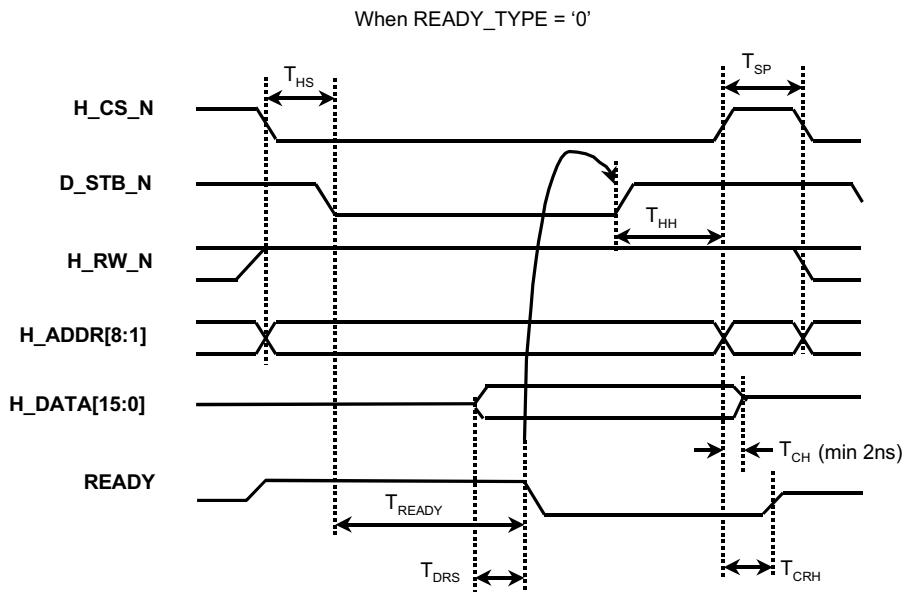 When READY_TYPE = ‘0’
T_HS
T_SP
H_CS_N
D_STB_N
T_HH
H_RW_N
H_ADDR[8:1]
H_DATA[15:0]
T_CH (min 2ns)
READY
T_READY
T_DRS
T_CRH